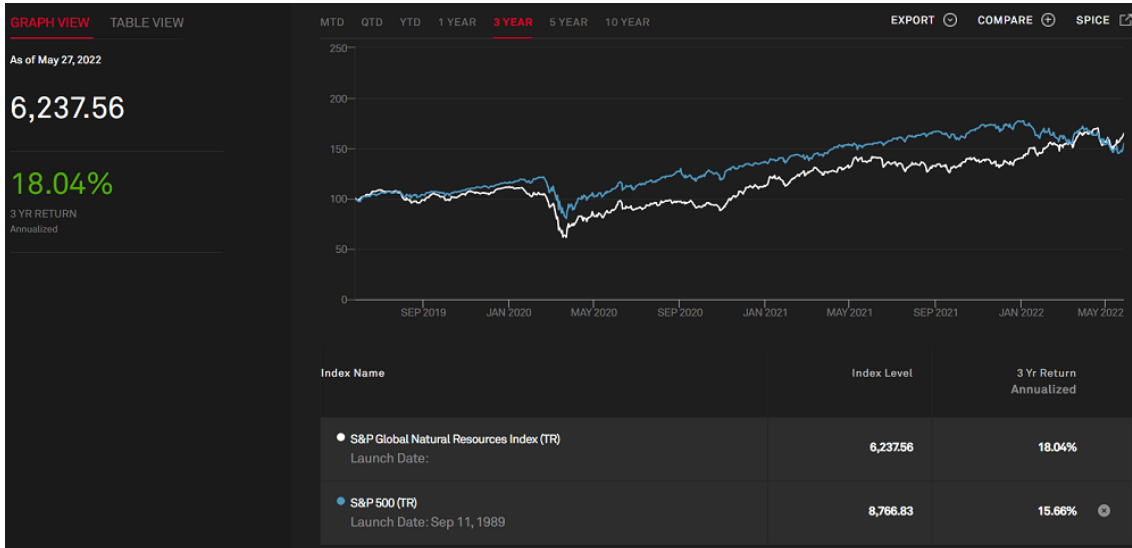 GRAPH VIEW TABLE VIEW
MTD QTD YTD 1 YEAR 3 YEAR 5 YEAR 10 YEAR
EXPORT COMPARE SPICE
As of May 27, 2022
6,237.56
18.04%
3 YR RETURN
Annualized
250
200
150
100
50
0
SEP 2019 JAN 2020 MAY 2020 SEP 2020 JAN 2021 MAY 2021 SEP 2021 JAN 2022 MAY 2022
Index Name Index Level 3 Yr Return
Annualized
S&P Global Natural Resources Index (TR)
Launch Date:
6,237.56 18.04%
S&P 500 (TR)
Launch Date: Sep 11, 1989
8,766.83 15.66%